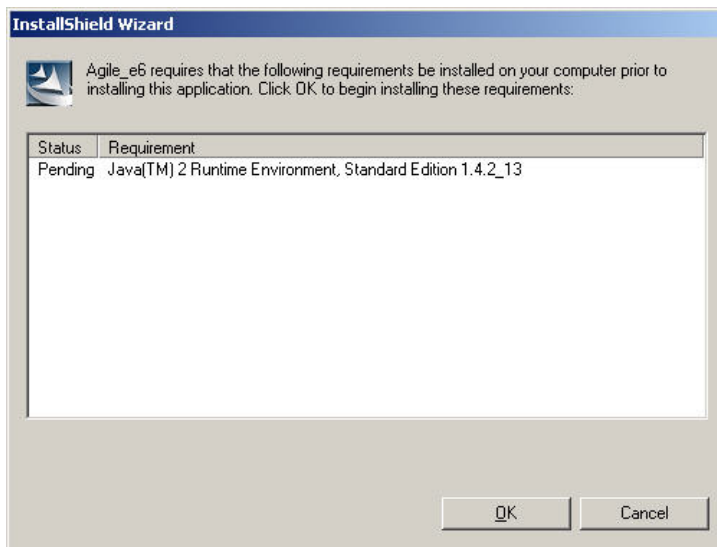 InstallShield Wizard
Agile_e6 requires that the following requirements be installed on your computer prior to
installing this application. Click OK to begin installing these requirements:
Status Requirement
Pending Java(TM) 2 Runtime Environment, Standard Edition 1.4.2_13
OK Cancel